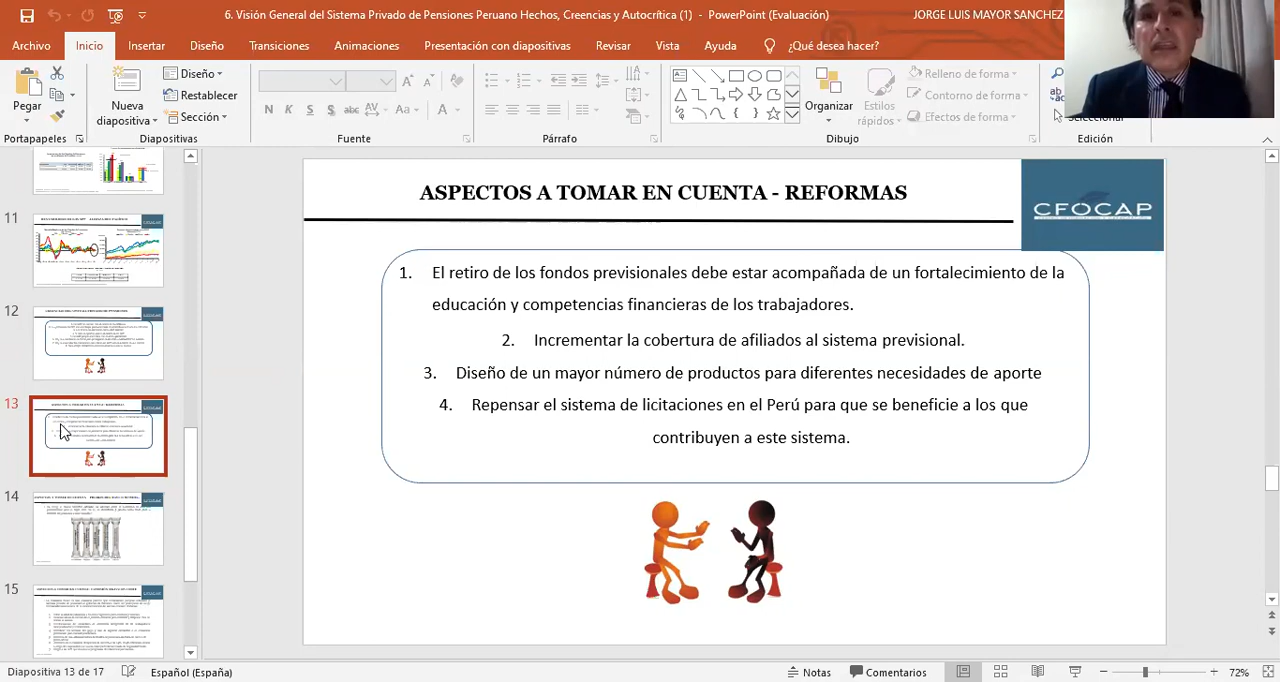 6. Visión General del Sistema Privado de Pensiones Peruano Hechos, Creencias y Autocrítica (1) - PowerPoint (Evaluación)
JORGE LUIS MAYOR SANCHEZ
Archivo Inicio Insertar Diseño Transiciones Animaciones Presentación con diapositivas Revisar Vista Ayuda ¿Qué desea hacer?
Pegar
Nueva
diapositiva
Diseño
Restablecer
Sección
N K S S abc AV Aa A
Organizar
Estilos
rápidos
Relleno de forma
Contorno de forma
Efectos de forma
Seleccionar
Portapapeles Diapositivas Fuente Párrafo Dibujo Edición
11
12
13
14
15
ASPECTOS A TOMAR EN CUENTA - REFORMAS
CFOCAP
1. El retiro de los fondos previsionales debe estar acompañada de un fortalecimiento de la
educación y competencias financieras de los trabajadores.
2. Incrementar la cobertura de afiliados al sistema previsional.
3. Diseño de un mayor número de productos para diferentes necesidades de aporte
4. Repensar el sistema de licitaciones en el país para que se beneficie a los que
contribuyen a este sistema.
Diapositiva 13 de 17 Español (España) Notas Comentarios 72%